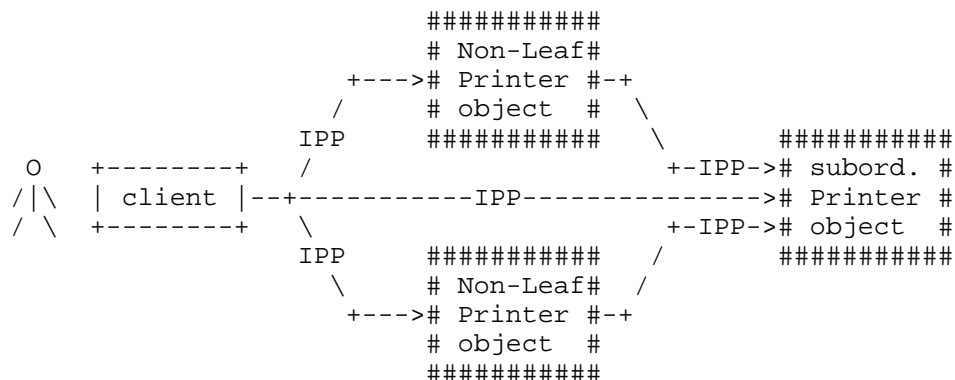 ###########
                         # Non-Leaf#
                    +---># Printer #-+
                   /     # object  #  \
                 IPP     ###########   \      ###########
 O   +--------+  /                      +-IPP-># subord. #
/|\  | client |--+-----------IPP---------------># Printer #
/ \  +--------+  \                      +-IPP-># object  #
                 IPP     ###########   /      ###########
                   \     # Non-Leaf#  /
                    +---># Printer #-+
                         # object  #
                         ###########